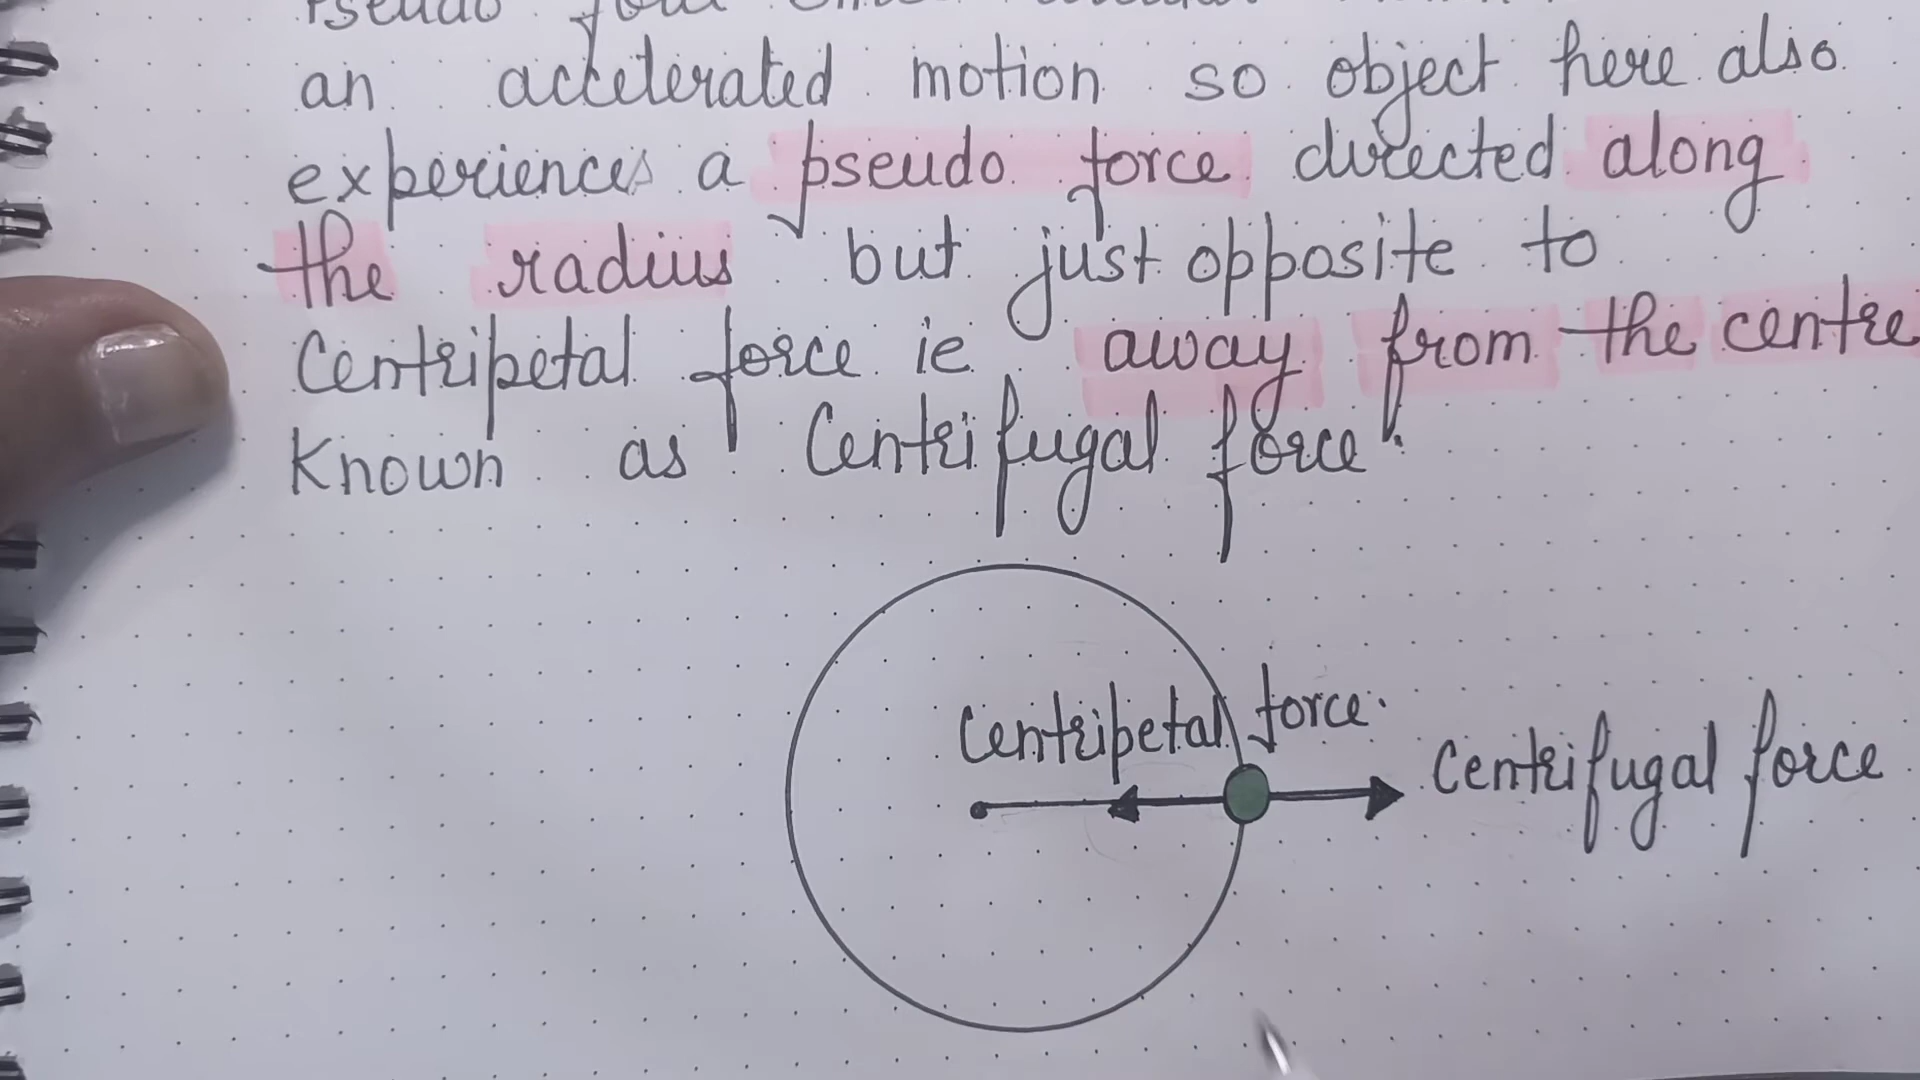 Pseudo
an accelerated motion so object here also
experiences a pseudo force directed along
the radius but just opposite to
Centripetal force ie away from the centre
Known as Centrifugal force.
Centripetal force.
Centrifugal force